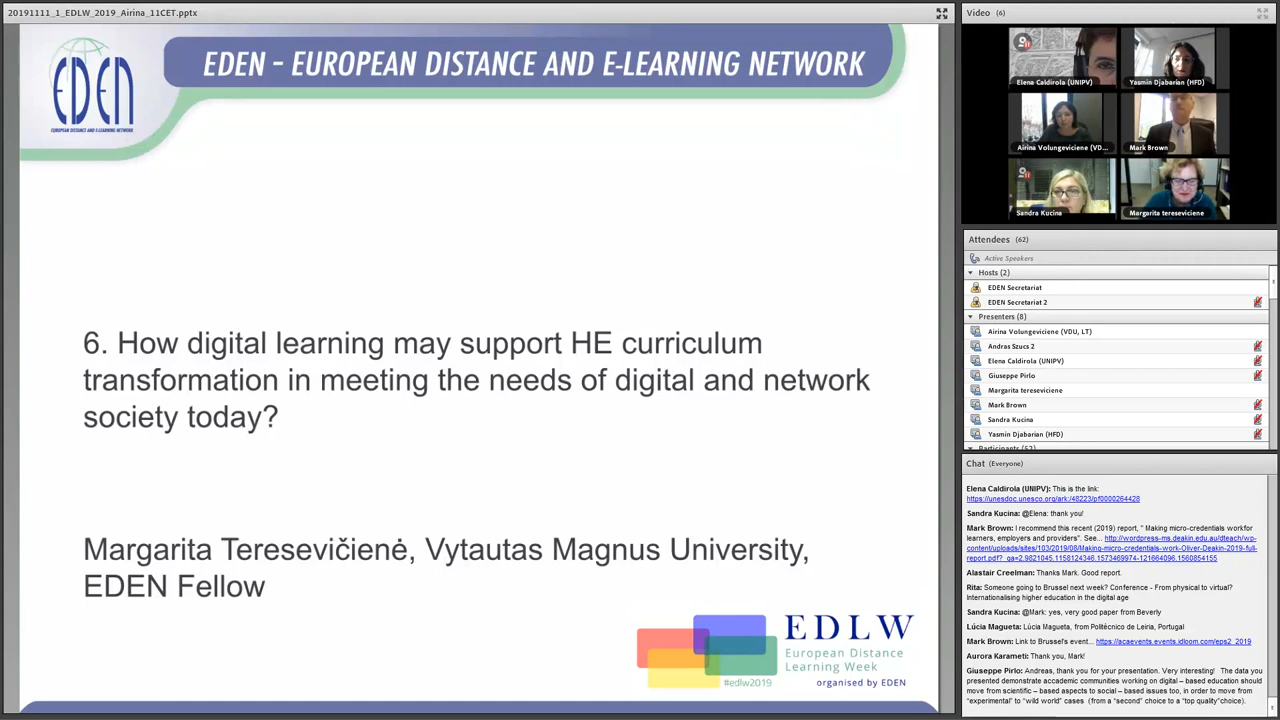 20191111_1_EDLW_2019_Airina_11CET.pptx
EDEN
EUROPEAN DISTANCE AND E-LEARNING NETWORK
EDEN – EUROPEAN DISTANCE AND E-LEARNING NETWORK
6. How digital learning may support HE curriculum
transformation in meeting the needs of digital and network
society today?
Margarita Teresevičienė, Vytautas Magnus University,
EDEN Fellow
EDLW
European Distance
Learning Week
#edlw2019
organised by EDEN
Video (6)
Elena Caldirola (UNIPV)
Yasmin Djabarian (HFD)
Airina Volungeviciene (VD...
Mark Brown
Sandra Kucina
Margarita tereseviciene
Attendees (62)
Active Speakers
Hosts (2)
EDEN Secretariat
EDEN Secretariat 2
Presenters (8)
Airina Volungeviciene (VDU, LT)
Andras Szucs 2
Elena Caldirola (UNIPV)
Giuseppe Pirlo
Margarita tereseviciene
Mark Brown
Sandra Kucina
Yasmin Djabarian (HFD)
Participants (52)
Chat (Everyone)
Elena Caldirola (UNIPV): This is the link:
https://unesdoc.unesco.org/ark:/48223/pf0000264428
Sandra Kucina: @Elena: thank you!
Mark Brown: I recommend this recent (2019) report, " Making micro-credentials workfor
learners, employers and providers". See... http://wordpress-ms.deakin.edu.au/dteach/wp-
content/uploads/sites/103/2019/08/Making-micro-credentials-work-Oliver-Deakin-2019-full-
report.pdf?_ga=2.9821045.1158124346.1573469974-121664096.1560854155
Alastair Creelman: Thanks Mark. Good report.
Rita: Someone going to Brussel next week? Conference - From physical to virtual?
Internationalising higher education in the digital age
Sandra Kucina: @Mark: yes, very good paper from Beverly
Lúcia Magueta: Lúcia Magueta, from Politécnico de Leiria, Portugal
Mark Brown: Link to Brussel's event... https://acaevents.events.idloom.com/eps2_2019
Aurora Karameti: Thank you, Mark!
Giuseppe Pirlo: Andreas, thank you for your presentation. Very interesting! The data you
presented demonstrate accademic communities working on digital – based education should
move from scientific – based aspects to social – based issues too, in order to move from
"experimental" to "wild world" cases (from a "second" choice to a "top quality"choice).